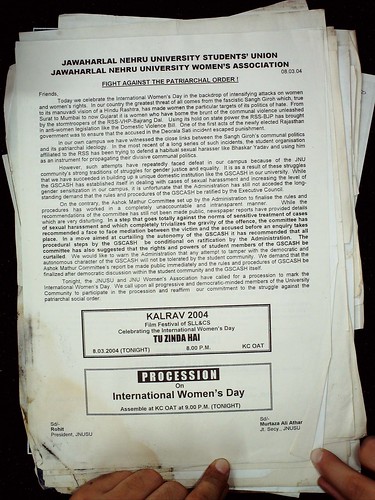 JAWAHARLAL NEHRU UNIVERSITY STUDENTS' UNION
JAWAHARLAL NEHRU UNIVERSITY WOMEN'S ASSOCIATION
08.03.04
FIGHT AGAINST THE PATRIARCHAL ORDER !
Friends,
Today we celebrate the International Women's Day in the backdrop of intensifying attacks on women
and women's rights. In our country the greatest threat of all comes from the fascistic Sangh Giroh which, true
to its manuvadi vision of a Hindu Rashtra, has made women the particular targets of its politics of hate. From
Surat to Mumbai to now Gujarat it is women who have borne the brunt of the communal violence unleashed
by the stormtroopers of the RSS-VHP-Bajrang Dal. Using its hold on state power the RSS-BJP has brought
in anti-women legislation like the Domestic Violence Bill. One of the first acts of the newly elected Rajasthan
government was to ensure that the accused in the Deorala Sati incident escaped punishment.
In our own campus we have witnessed the close links between the Sangh Giroh's communal politics
and its patriarchal ideology. In the most recent of a long series of such incidents, the student organisation
affiliated to the RSS has been trying to defend a habitual sexual harasser like Bhaskar Yadav and using him
as an instrument for propagating their divisive communal politics.
However, such attempts have repeatedly faced defeat in our campus because of the JNU
community's strong traditions of struggles for gender justice and equality. It is as a result of these struggles
that we have succeeded in building up a unique domestic institution like the GSCASH in our university. While
the GSCASH has established itself in dealing with cases of sexual harassment and increasing the level of
gender sensitization in our campus, it is unfortunate that the Administration has still not acceded the long-
standing demand that the rules and procedures of the GSCASH be ratified by the Executive Council.
On the contrary, the Ashok Mathur Committee set up by the Administration to finalise the rules and
procedures has worked in a completely unaccountable and intransparent manner. While the
recommendations of the committee has still not been made public, newspaper reports have provided details
which are very disturbing. In a step that goes totally against the norms of sensitive treatment of cases
of sexual harassment and which completely trivializes the gravity of the offence, the committee has
recommended a face to face mediation between the victim and the accused before an enquiry takes
place. In a move aimed at curtailing the autonomy of the GSCASH it has recommended that all
procedural steps by the GSCASH be conditional on ratification by the Administration. The
committee has also suggested that the rights and powers of student members of the GSCASH be
curtailed. We would like to warn the Administration that any attempt to tamper with the democratic and
autonomous character of the GSCASH will not be tolerated by the student community. We demand that the
Ashok Mathur Committee's report be made public immediately and the rules and procedures of GSCASH be
finalized after democratic discussion within the student community and the GSCASH itself.
Tonight, the JNUSU and JNU Women's Association have called for a procession to mark the
International Women's Day. We call upon all progressive and democratic-minded members of the University
Community to participate in the procession and reaffirm our commitment to the struggle against the
patriarchal social order.
KALRAV 2004
Film Festival of SLL&CS
Celebrating the International Women's Day
TU ZINDA HAI
8.03.2004 (TONIGHT) 8.00 P.M. KC OAT
PROCESSION
On
International Women's Day
Assemble at KC OAT at 9.00 P.M. (TONIGHT)
Sd/-
Rohit
President, JNUSU
Sd/-
Murtaza Ali Athar
Jt. Secy., JNUSU